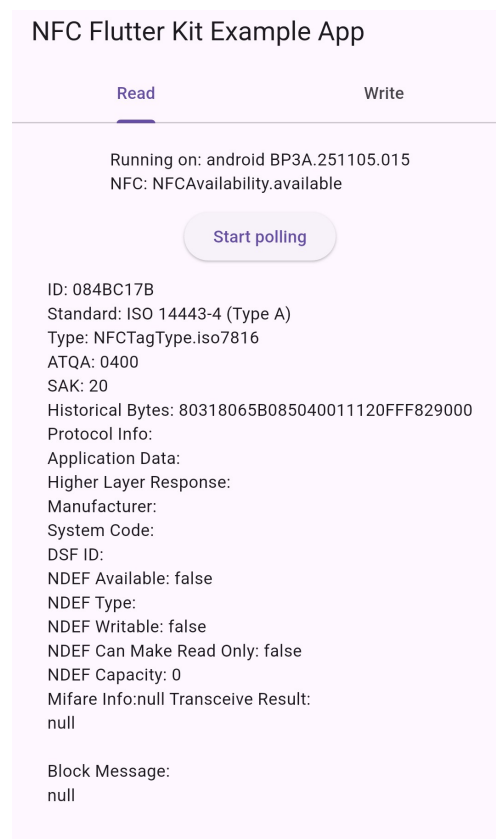 NFC Flutter Kit Example App
Read
Write
Running on: android BP3A.251105.015
NFC: NFCAvailability.available
Start polling
ID: 084BC17B
Standard: ISO 14443-4 (Type A)
Type: NFCTagType.iso7816
ATQA: 0400
SAK: 20
Historical Bytes: 80318065B085040011120FFF829000
Protocol Info:
Application Data:
Higher Layer Response:
Manufacturer:
System Code:
DSF ID:
NDEF Available: false
NDEF Type:
NDEF Writable: false
NDEF Can Make Read Only: false
NDEF Capacity: 0
Mifare Info:null Transceive Result:
null
Block Message:
null